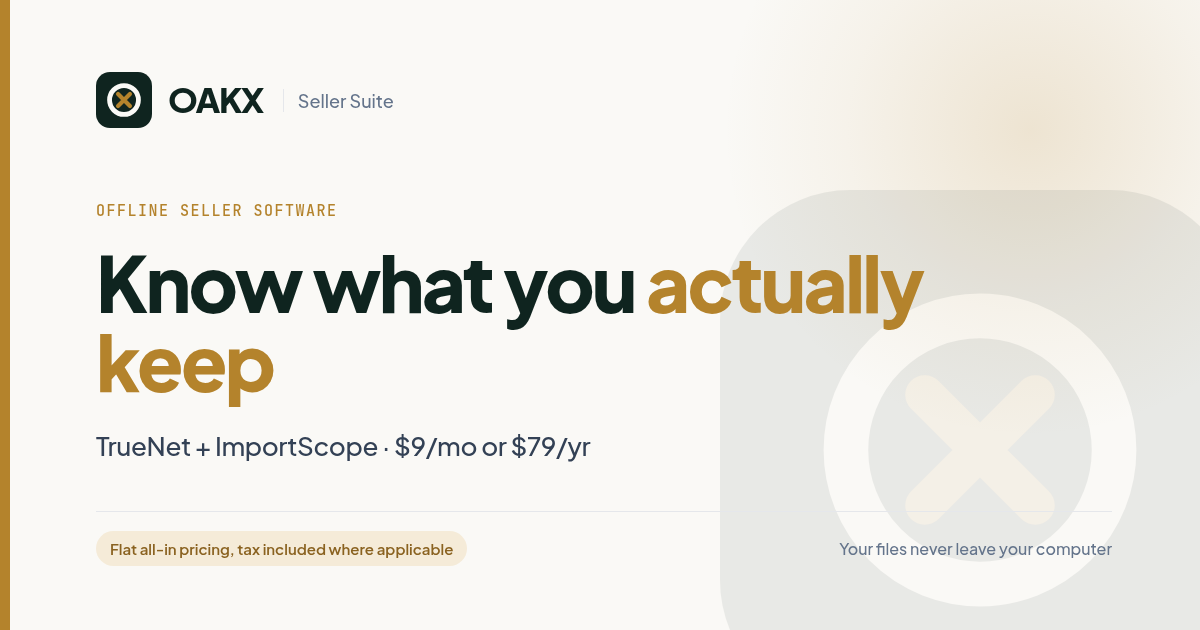 OAKX
Seller Suite
OFFLINE SELLER SOFTWARE
Know what you actually
keep
TrueNet + ImportScope · $9/mo or $79/yr
Flat all-in pricing, tax included where applicable
Your files never leave your computer